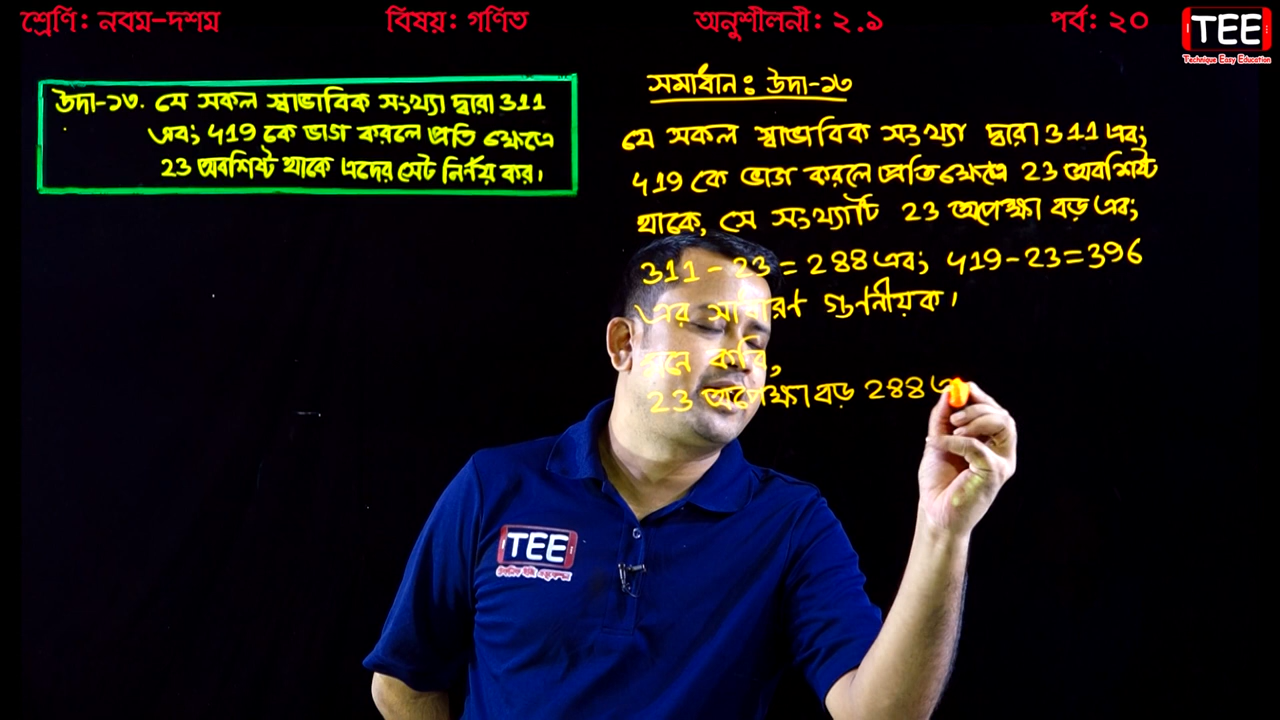 শ্রেণি: নবম-দশম
বিষয়: গণিত
অনুশীলনী: ২.১
পর্ব: ২০
TEE
Technique Easy Education
উদা-১৩. যে সকল স্বাভাবিক সংখ্যা দ্বারা 311
এবং 419 কে ভাগ করলে প্রতি ক্ষেত্রে
23 অবশিষ্ট থাকে এদের সেট নির্ণয় কর।
সমাধান: উদা-১৩
যে সকল স্বাভাবিক সংখ্যা দ্বারা 311 এবং
419 কে ভাগ করলে প্রতিক্ষেত্রে 23 অবশিষ্ট
থাকে, সে সংখ্যাটি 23 অপেক্ষা বড় এবং
311 - 23 = 288 এবং 419 - 23 = 396
এর সাধারণ গুণনীয়ক।
মনে করি,
23 অপেক্ষা বড় 288
TEE